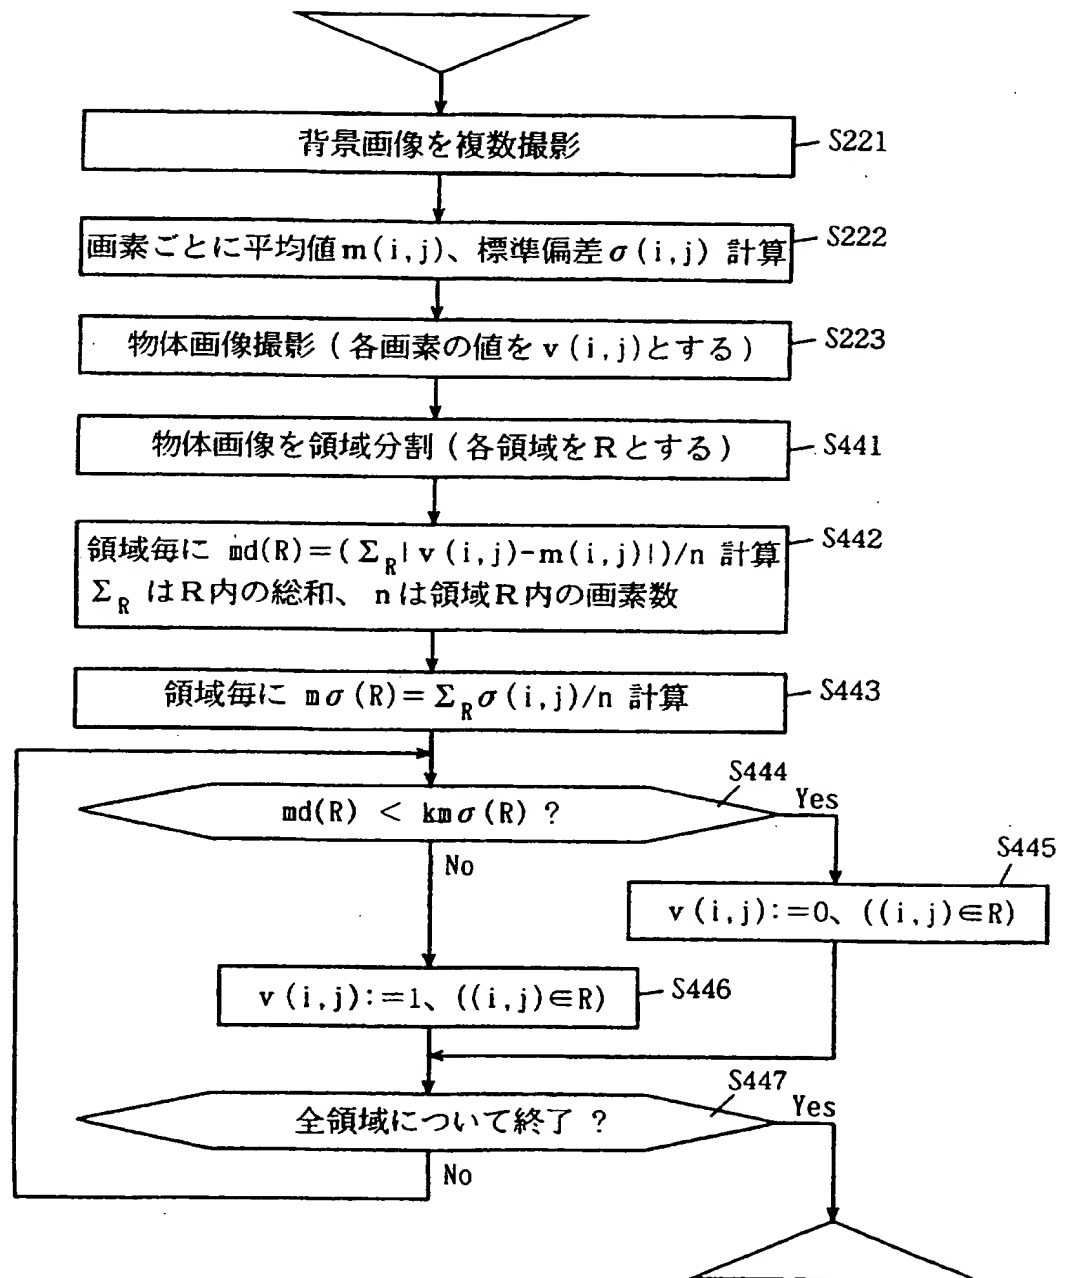 背景画像を複数撮影
S221
画素ごとに平均値m(i,j)、標準偏差σ(i,j) 計算
S222
物体画像撮影(各画素の値をv(i,j)とする)
S223
物体画像を領域分割(各領域をRとする)
S441
領域毎に md(R)=(Σ_R|v(i,j)-m(i,j)|)/n 計算
S442
Σ_R はR内の総和、nは領域R内の画素数
領域毎に mσ(R)=Σ_Rσ(i,j)/n 計算
S443
S444
md(R) < kmσ(R) ?
Yes
No
S445
v(i,j):=0、((i,j)∈R)
v(i,j):=1、((i,j)∈R)
S446
S447
全領域について終了 ?
Yes
No